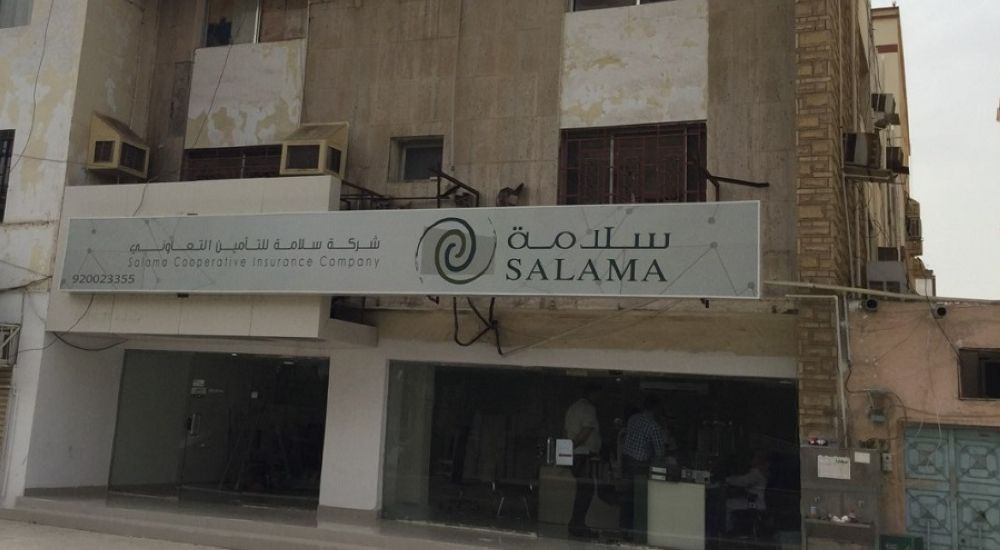 سلامة
SALAMA
شركة سلامة للتأمين التعاوني
Salama Cooperative Insurance Company
920023355